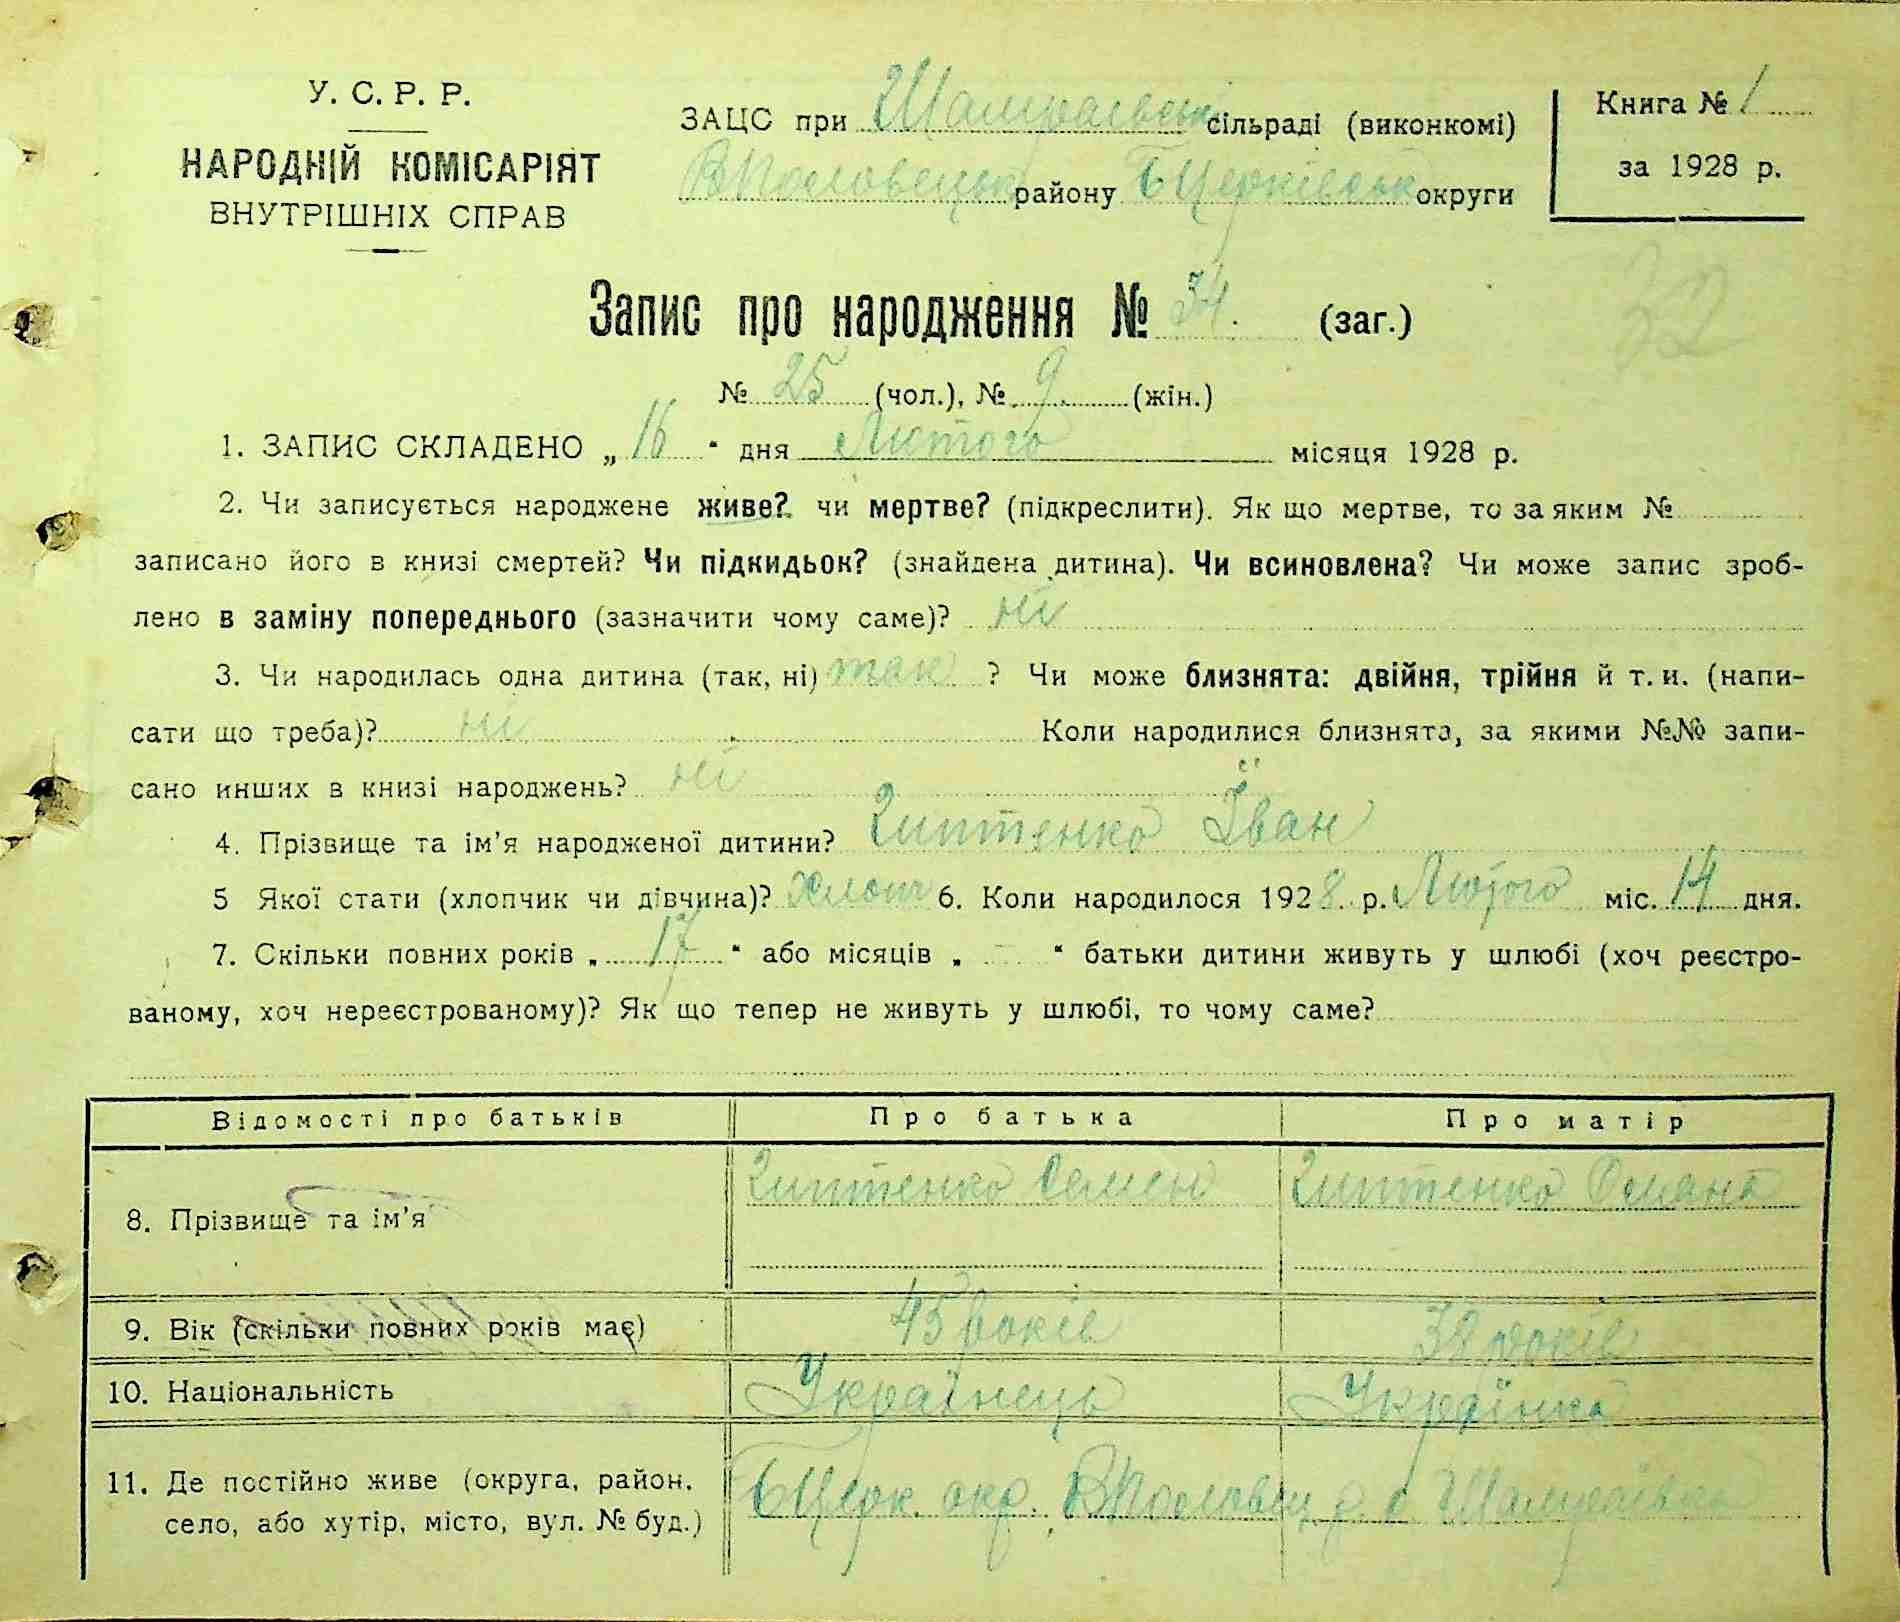 У. С. Р. Р.
НАРОДНІЙ КОМІСАРІЯТ
ВНУТРІШНІХ СПРАВ
ЗАЦС при Шамраївськ сільраді (виконкомі)
району БЦерківськ округи
Книга № 1
за 1928 р.
Запис про народження № 34. (заг.)
32
№ 25 (чол.), № 9. (жін.)
1. ЗАПИС СКЛАДЕНО „ 16 “ дня Лютого місяця 1928 р.
2. Чи записується народжене живе? чи мертве? (підкреслити). Як що мертве, то за яким №
записано його в книзі смертей? Чи підкидьок? (знайдена дитина). Чи всиновлена? Чи може запис зроб-
лено в заміну попереднього (зазначити чому саме)? ні
3. Чи народилась одна дитина (так, ні) так ? Чи може близнята: двійня, трійня й т. и. (напи-
сати що треба)? ні Коли народилися близнята, за якими №№ запи-
сано инших в книзі народжень? ні
4. Прізвище та ім’я народженої дитини? Іван
5 Якої стати (хлопчик чи дівчина)? Хлопч 6. Коли народилося 1928 р. Лютого міс. 14 дня.
7. Скільки повних років „ 17 “ або місяців „ - “ батьки дитини живуть у шлюбі (хоч реєстро-
ваному, хоч нереєстрованому)? Як що тепер не живуть у шлюбі, то чому саме?
Відомості про батьків Про батька Про матір
8. Прізвище та ім’я Семен
9. Вік (скільки повних років має) 45 років 38 років
10. Національність Українець Українка
11. Де постійно живе (округа, район, БЦерк. окр. р. с. Шамраївка
село, або хутір, місто, вул. № буд.)